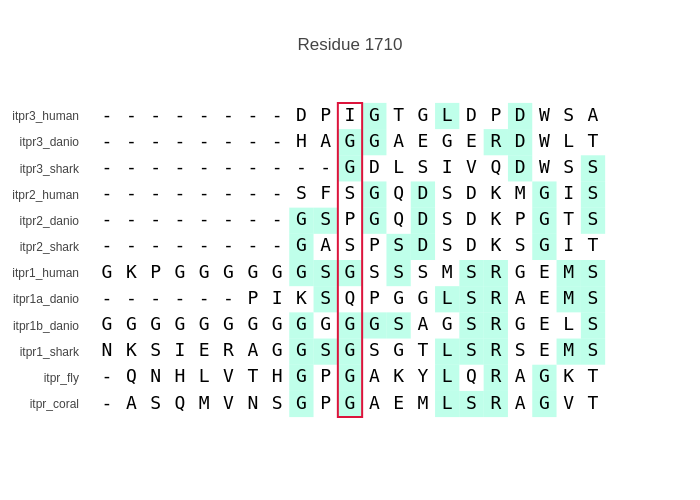 Residue 1710
itpr3_human - - - - - - - - D P I G T G L D P D W S A
itpr3_danio - - - - - - - - H A G G A E G E R D W L T
itpr3_shark - - - - - - - - - - G D L S I V Q D W S S
itpr2_human - - - - - - - - S F S G Q D S D K M G I S
itpr2_danio - - - - - - - - G S P G Q D S D K P G T S
itpr2_shark - - - - - - - - G A S P S D S D K S G I T
itpr1_human G K P G G G G G G S G S S S M S R G E M S
itpr1a_danio - - - - - - P I K S Q P G G L S R A E M S
itpr1b_danio G G G G G G G G G G G G S A G S R G E L S
itpr1_shark N K S I E R A G G S G S G T L S R S E M S
itpr_fly - Q N H L V T H G P G A K Y L Q R A G K T
itpr_coral - A S Q M V N S G P G A E M L S R A G V T